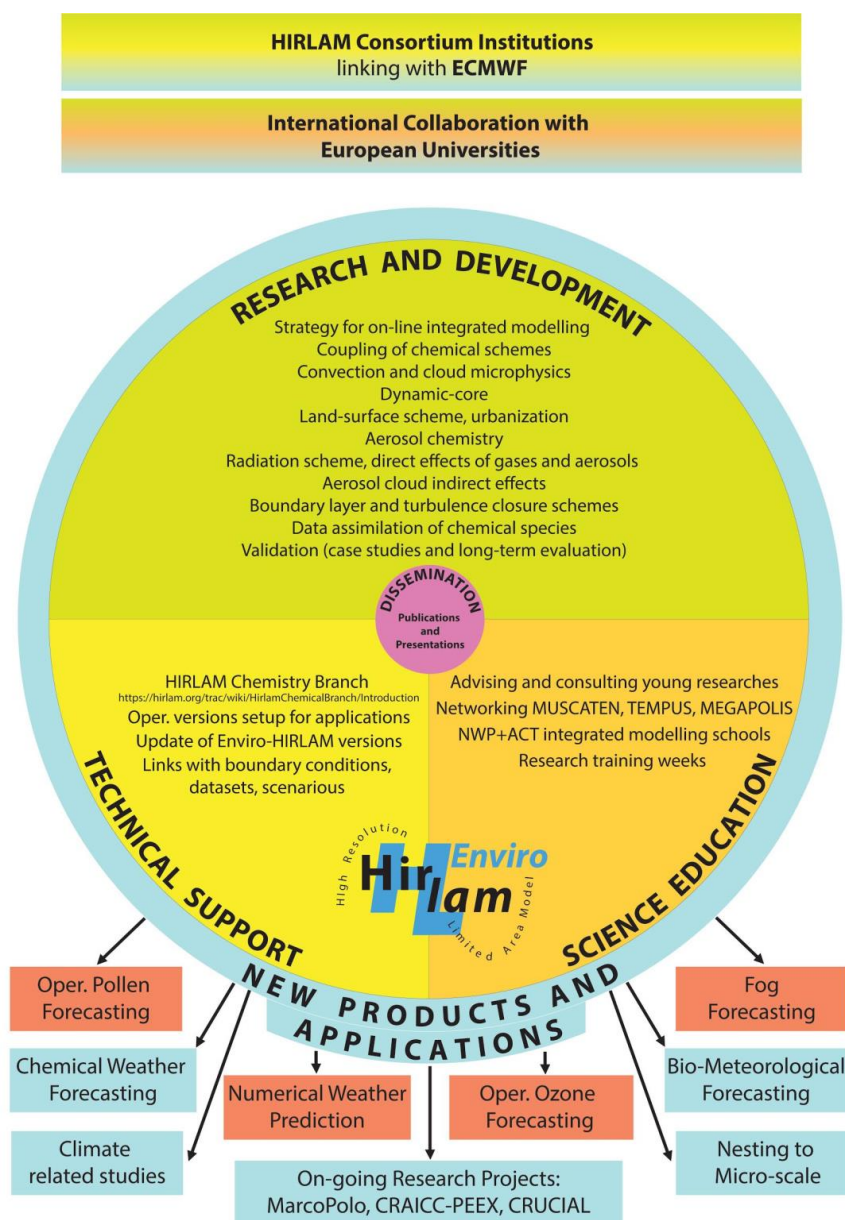 HIRLAM Consortium Institutions
linking with ECMWF
International Collaboration with
European Universities
RESEARCH AND DEVELOPMENT
Strategy for on-line integrated modelling
Coupling of chemical schemes
Convection and cloud microphysics
Dynamic-core
Land-surface scheme, urbanization
Aerosol chemistry
Radiation scheme, direct effects of gases and aerosols
Aerosol cloud indirect effects
Boundary layer and turbulence closure schemes
Data assimilation of chemical species
Validation (case studies and long-term evaluation)
DISSEMINATION
Publications
and
Presentations
HIRLAM Chemistry Branch
https://hirlam.org/trac/wiki/HirlamChemicalBranch/Introduction
Oper. versions setup for applications
Update of Enviro-HIRLAM versions
Links with boundary conditions,
datasets, scenarious
TECHNICAL SUPPORT
Advising and consulting young researches
Networking MUSCATEN, TEMPUS, MEGAPOLIS
NWP+ACT integrated modelling schools
Research training weeks
SCIENCE EDUCATION
High Resolution
Enviro
Hirlam
Limited Area Model
NEW PRODUCTS AND
APPLICATIONS
Oper. Pollen
Forecasting
Chemical Weather
Forecasting
Climate
related studies
Numerical Weather
Prediction
On-going Research Projects:
MarcoPolo, CRAICC-PEEX, CRUCIAL
Oper. Ozone
Forecasting
Fog
Forecasting
Bio-Meteorological
Forecasting
Nesting to
Micro-scale